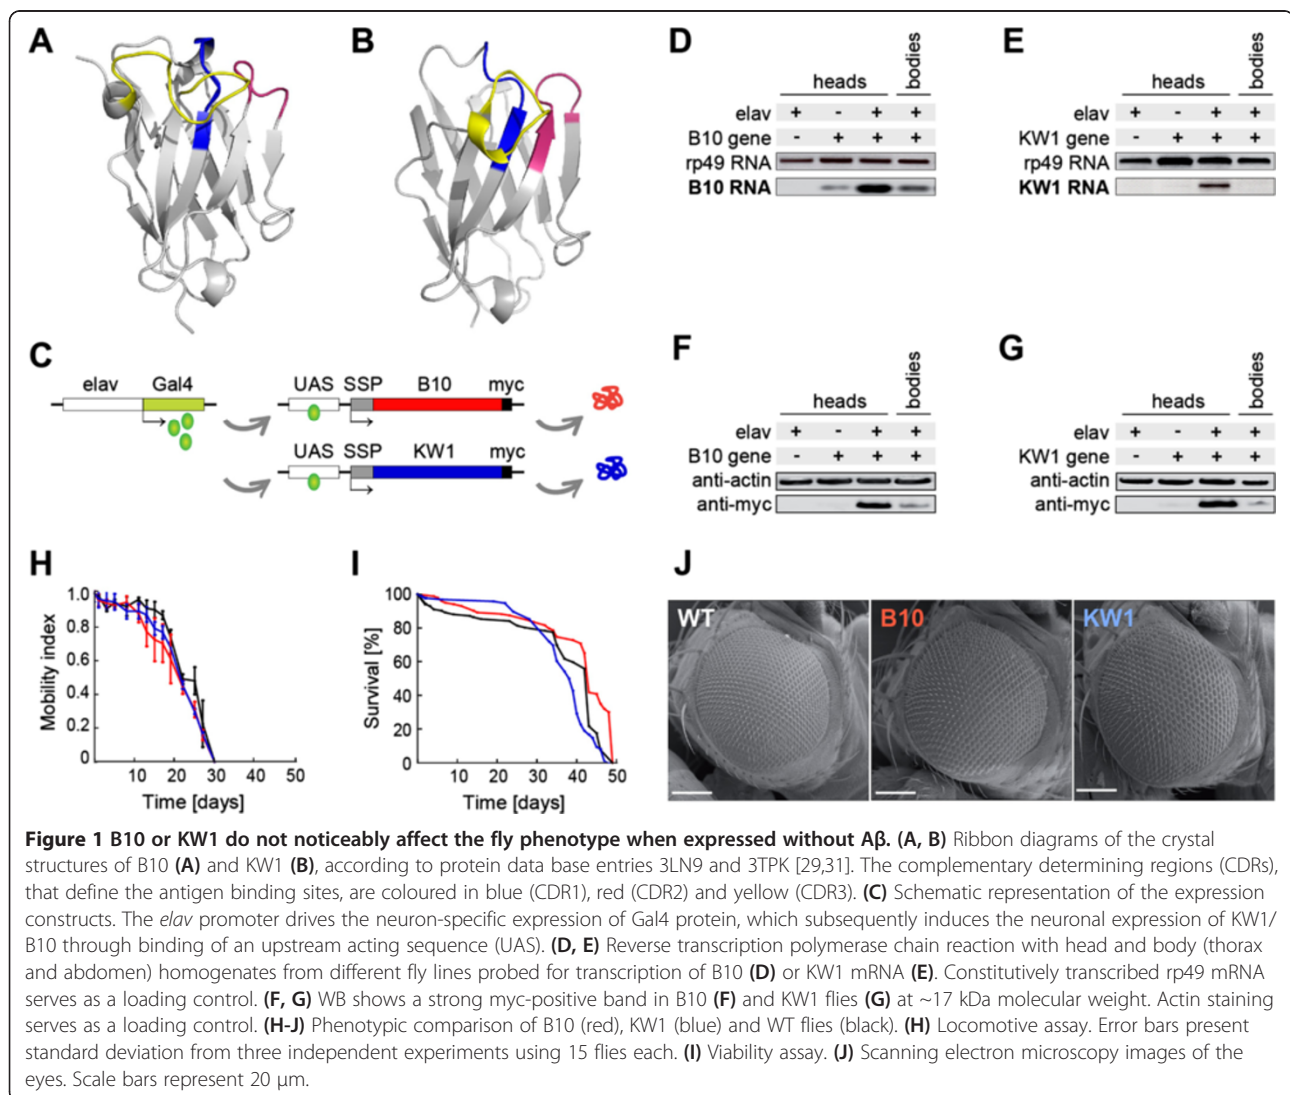 A
B
D
E
heads
bodies
elav + - + +
B10 gene - + + +
rp49 RNA
B10 RNA
heads
bodies
elav + - + +
KW1 gene - + + +
rp49 RNA
KW1 RNA
C
elav Gal4
UAS SSP B10 myc
UAS SSP KW1 myc
F
G
heads
bodies
elav + - + +
B10 gene - + + +
anti-actin
anti-myc
heads
bodies
elav + - + +
KW1 gene - + + +
anti-actin
anti-myc
H
Mobility index
1.0
0.8
0.6
0.4
0.2
0
10 20 30 40 50
Time [days]
I
Survival [%]
100
80
60
40
20
0
10 20 30 40 50
Time [days]
J
WT
B10
KW1
Figure 1 B10 or KW1 do not noticeably affect the fly phenotype when expressed without Aβ. (A, B) Ribbon diagrams of the crystal
structures of B10 (A) and KW1 (B), according to protein data base entries 3LN9 and 3TPK [29,31]. The complementary determining regions (CDRs),
that define the antigen binding sites, are coloured in blue (CDR1), red (CDR2) and yellow (CDR3). (C) Schematic representation of the expression
constructs. The elav promoter drives the neuron-specific expression of Gal4 protein, which subsequently induces the neuronal expression of KW1/
B10 through binding of an upstream acting sequence (UAS). (D, E) Reverse transcription polymerase chain reaction with head and body (thorax
and abdomen) homogenates from different fly lines probed for transcription of B10 (D) or KW1 mRNA (E). Constitutively transcribed rp49 mRNA
serves as a loading control. (F, G) WB shows a strong myc-positive band in B10 (F) and KW1 flies (G) at ~17 kDa molecular weight. Actin staining
serves as a loading control. (H-J) Phenotypic comparison of B10 (red), KW1 (blue) and WT flies (black). (H) Locomotive assay. Error bars present
standard deviation from three independent experiments using 15 flies each. (I) Viability assay. (J) Scanning electron microscopy images of the
eyes. Scale bars represent 20 μm.